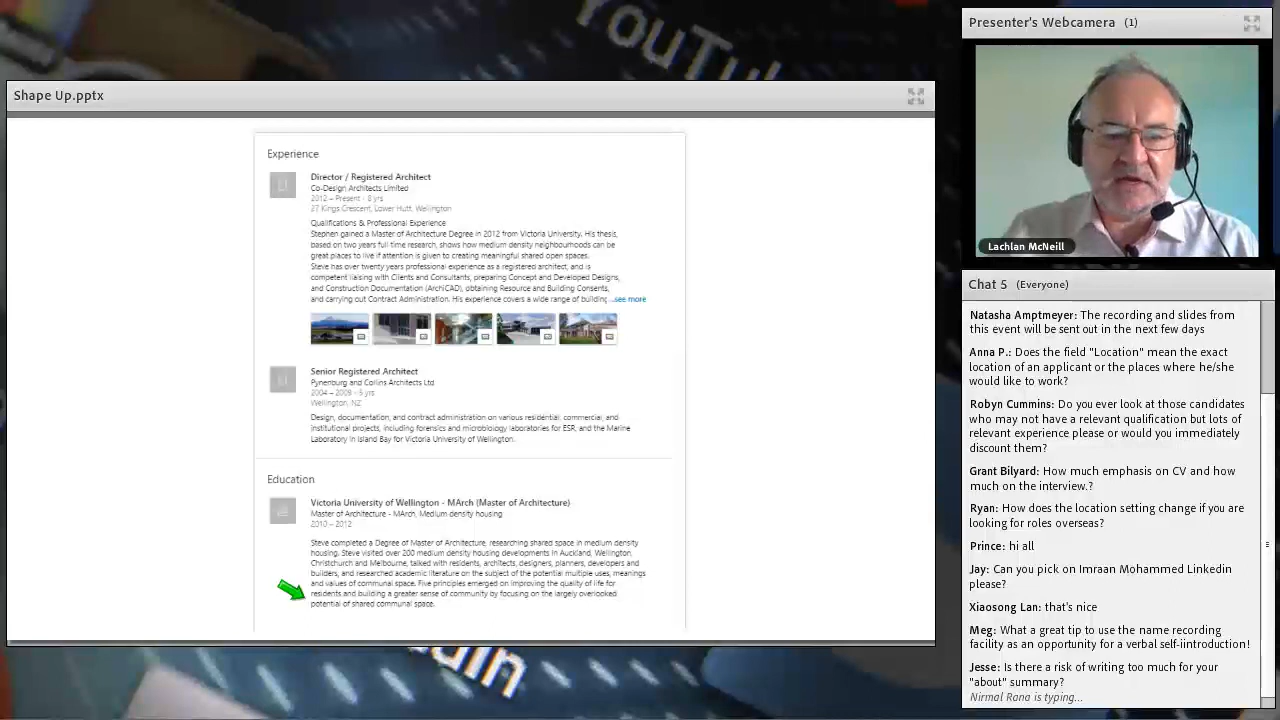 YouTu
Presenter's Webcamera (1)
Shape Up.pptx
Experience
Director / Registered Architect
Co-Design Architects Limited
2012 – Present · 8 yrs
27 Kings Crescent, Lower Hutt, Wellington
Qualifications & Professional Experience
Stephen gained a Master of Architecture Degree in 2012 from Victoria University. His thesis,
based on two years full-time research, shows how medium density neighbourhoods can be
great places to live if attention is given to creating meaningful shared open spaces.
Steve has over twenty years professional experience as a registered architect, and is
competent liaising with Clients and Consultants, preparing Concept and Developed Designs,
and Construction Documentation (ArchiCAD), obtaining Resource and Building Consents,
and carrying out Contract Administration. His experience covers a wide range of building ...see more
Senior Registered Architect
Pynenburg and Collins Architects Ltd
2004 – 2009 · 5 yrs
Wellington, NZ
Design, documentation, and contract administration on various residential, commercial, and
institutional projects, including forensics and microbiology laboratories for ESR, and the Marine
Laboratory in Island Bay for Victoria University of Wellington.
Education
Victoria University of Wellington - MArch (Master of Architecture)
Master of Architecture - MArch, Medium density housing
2010 – 2012
Steve completed a Degree of Master of Architecture, researching shared space in medium density
housing. Steve visited over 200 medium density housing developments in Auckland, Wellington,
Christchurch and Melbourne, talked with residents, architects, designers, planners, developers and
builders, and researched academic literature on the subject of the potential multiple uses, meanings
and values of communal space. Five principles emerged on improving the quality of life for
residents and building a greater sense of community by focusing on the largely overlooked
potential of shared communal space.
Lachlan McNeill
Chat 5 (Everyone)
Natasha Amptmeyer: The recording and slides from
this event will be sent out in the next few days
Anna P.: Does the field "Location" mean the exact
location of an applicant or the places where he/she
would like to work?
Robyn Cummins: Do you ever look at those candidates
who may not have a relevant qualification but lots of
relevant experience please or would you immediately
discount them?
Grant Bilyard: How much emphasis on CV and how
much on the interview.?
Ryan: How does the location setting change if you are
looking for roles overseas?
Prince: hi all
Jay: Can you pick on Imraan Mohammed Linkedin
please?
Xiaosong Lan: that's nice
Meg: What a great tip to use the name recording
facility as an opportunity for a verbal self-iintroduction!
Jesse: Is there a risk of writing too much for your
"about" summary?
Nirmal Rana is typing...